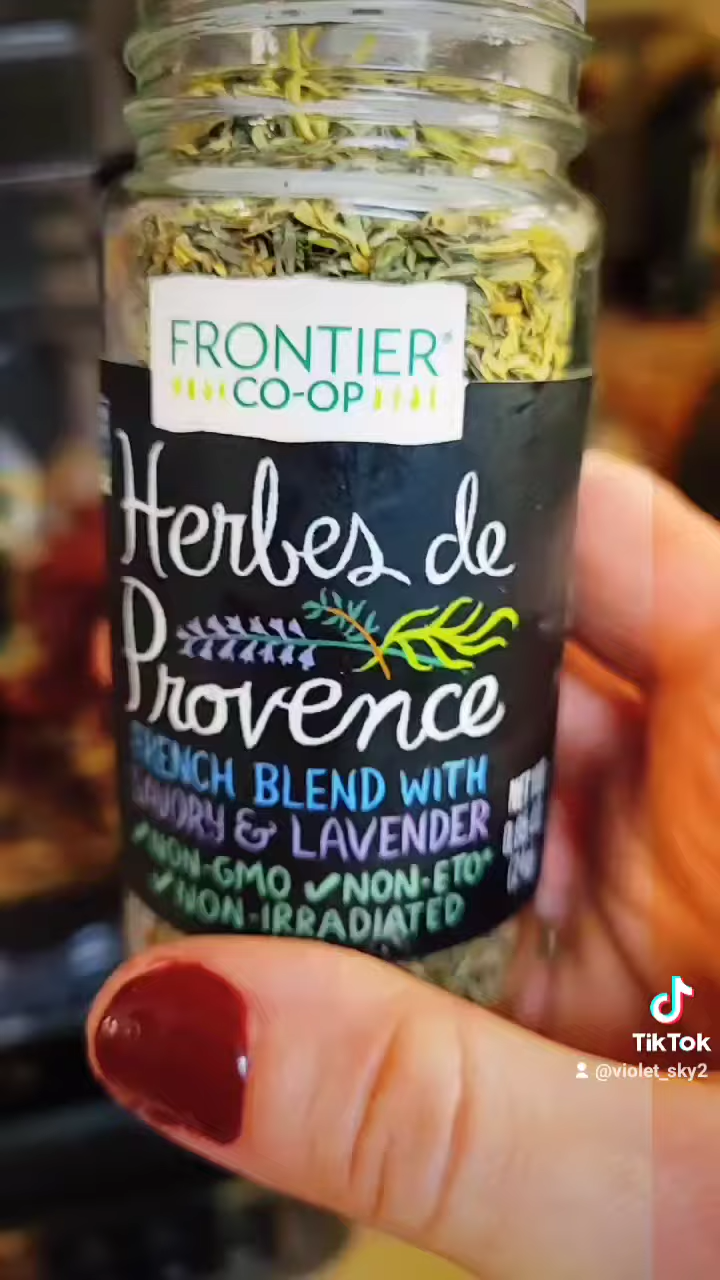 FRONTIER®
CO-OP
Herbes de
Provence
FRENCH BLEND WITH
SAVORY & LAVENDER
✓NON-GMO ✓NON-ETO*
✓NON-IRRADIATED
TikTok
@violet_sky2